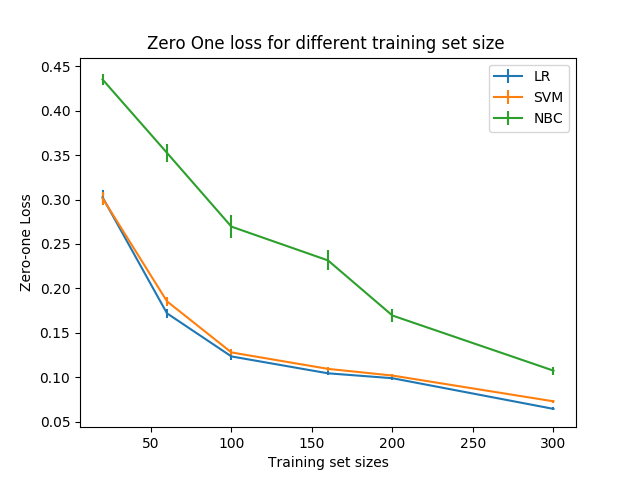 Zero One loss for different training set size
LR
SVM
NBC
0.45
0.40
0.35
0.30
0.25
0.20
0.15
0.10
0.05
Zero-one Loss
50
100
150
200
250
300
Training set sizes